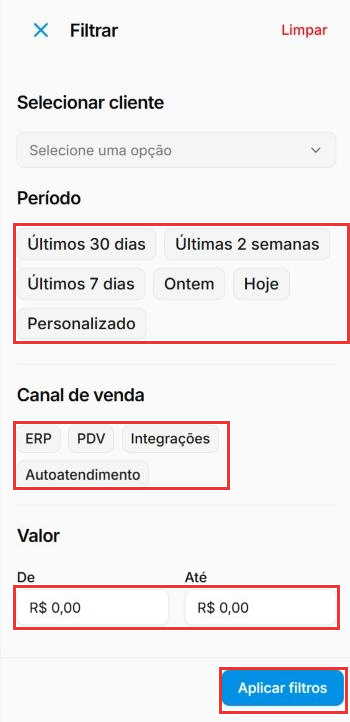 Filtrar Limpar
Selecionar cliente
Selecione uma opção
Período
Últimos 30 dias Últimas 2 semanas
Últimos 7 dias Ontem Hoje
Personalizado
Canal de venda
ERP PDV Integrações
Autoatendimento
Valor
De Até
R$ 0,00 R$ 0,00
Aplicar filtros